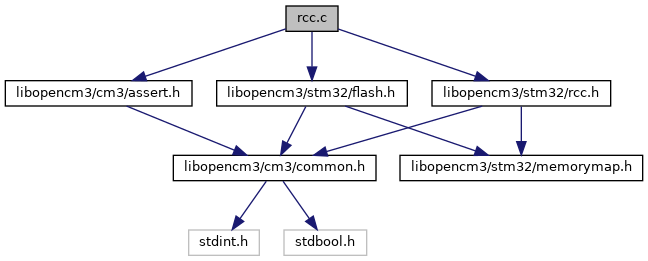 rcc.c
libopencm3/cm3/assert.h
libopencm3/stm32/flash.h
libopencm3/stm32/rcc.h
libopencm3/cm3/common.h
libopencm3/stm32/memorymap.h
stdint.h
stdbool.h